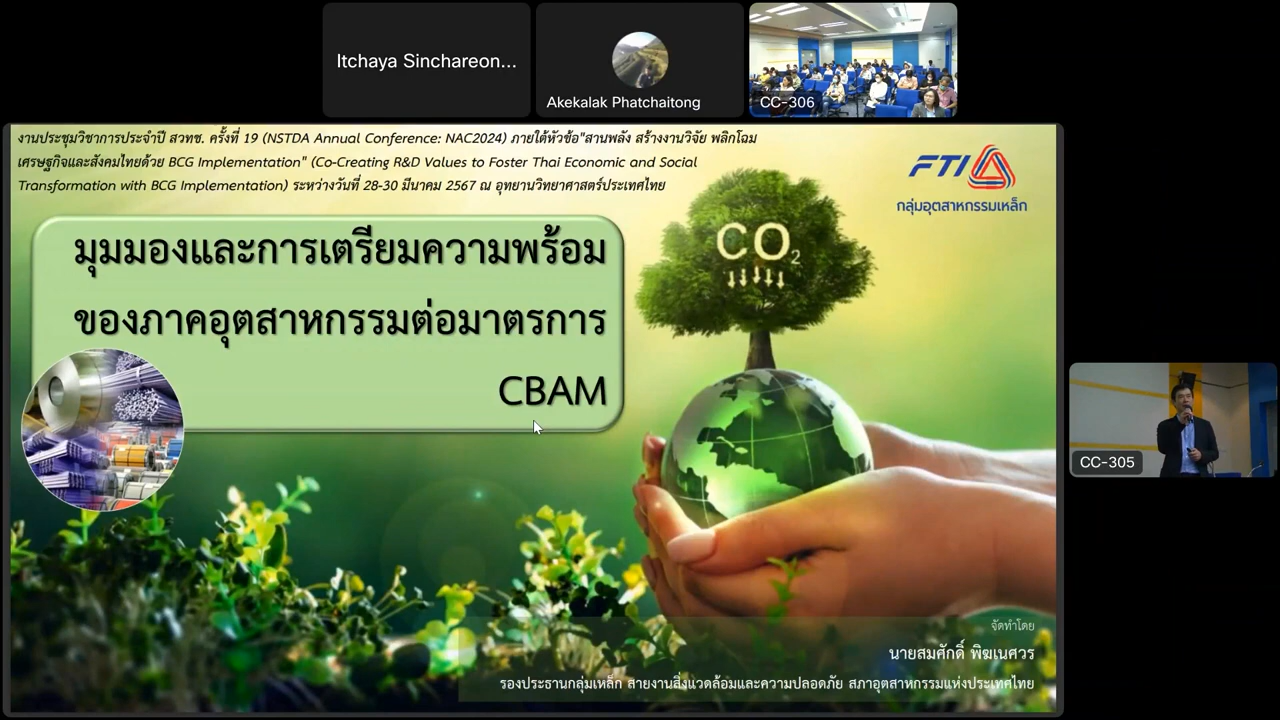 Itchaya Sinchareon...
Akekalak Phatchaitong
CC-306
งานประชุมวิชาการประจำปี สวทช. ครั้งที่ 19 (NSTDA Annual Conference: NAC2024) ภายใต้หัวข้อ"สานพลัง สร้างงานวิจัย พลิกโฉม
เศรษฐกิจและสังคมไทยด้วย BCG Implementation" (Co-Creating R&D Values to Foster Thai Economic and Social
Transformation with BCG Implementation) ระหว่างวันที่ 28-30 มีนาคม 2567 ณ อุทยานวิทยาศาสตร์ประเทศไทย
FTI
กลุ่มอุตสาหกรรมเหล็ก
มุมมองและการเตรียมความพร้อม
ของภาคอุตสาหกรรมต่อมาตรการ
CBAM
CO₂
CC-305
จัดทำโดย
นายสมศักดิ์ พิฆเนศวร
รองประธานกลุ่มเหล็ก สายงานสิ่งแวดล้อมและความปลอดภัย สภาอุตสาหกรรมแห่งประเทศไทย